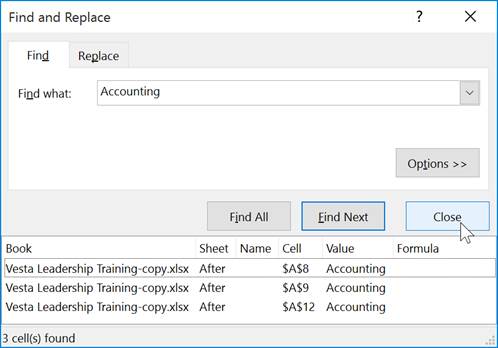 Find and Replace ? ×
Find Replace
Find what: Accounting
Options >>
Find All Find Next Close
Book Sheet Name Cell Value Formula
Vesta Leadership Training-copy.xlsx After $A$8 Accounting
Vesta Leadership Training-copy.xlsx After $A$9 Accounting
Vesta Leadership Training-copy.xlsx After $A$12 Accounting
3 cell(s) found